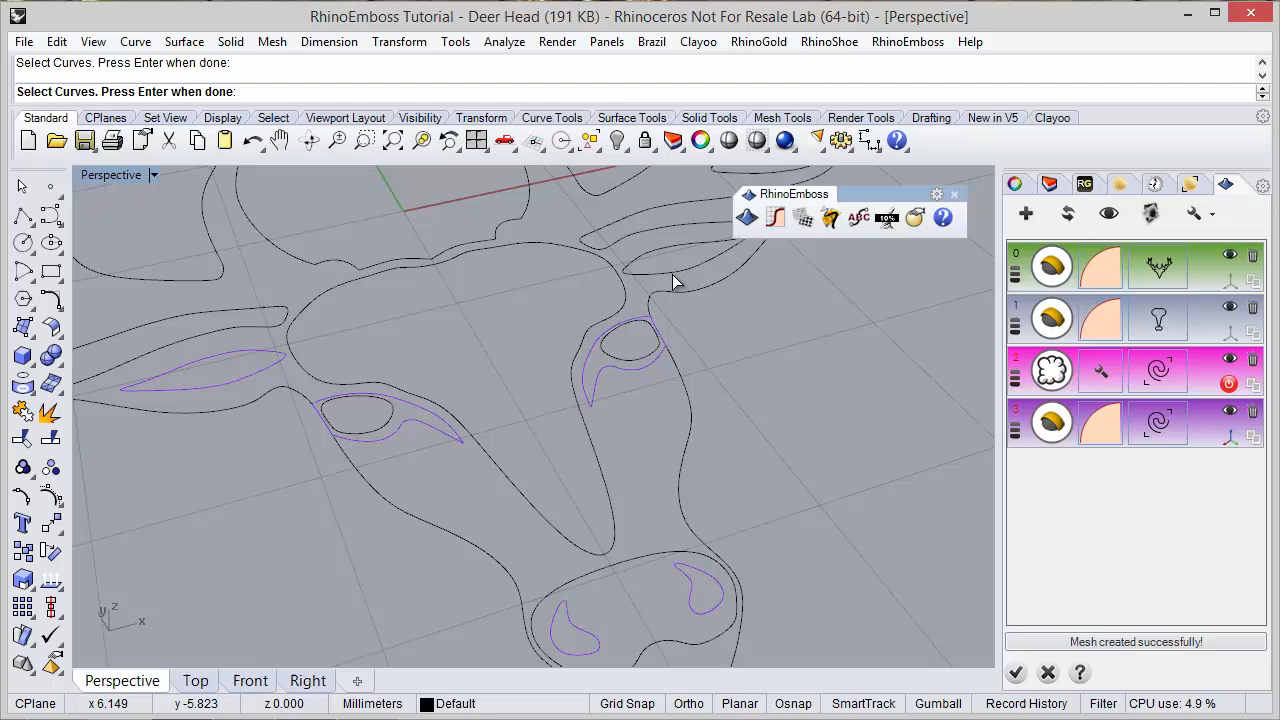 RhinoEmboss Tutorial - Deer Head (191 KB) - Rhinoceros Not For Resale Lab (64-bit) - [Perspective]
File Edit View Curve Surface Solid Mesh Dimension Transform Tools Analyze Render Panels Brazil Clayoo RhinoGold RhinoShoe RhinoEmboss Help
Select Curves. Press Enter when done:
Select Curves. Press Enter when done:
Standard CPlanes Set View Display Select Viewport Layout Visibility Transform Curve Tools Surface Tools Solid Tools Mesh Tools Render Tools Drafting New in V5 Clayoo
Perspective
RhinoEmboss
ABC 10%
RG
0
1
2
3
y z x
Mesh created successfully!
Perspective Top Front Right
CPlane x 6.149 y -5.823 z 0.000 Millimeters Default Grid Snap Ortho Planar Osnap SmartTrack Gumball Record History Filter CPU use: 4.9 %